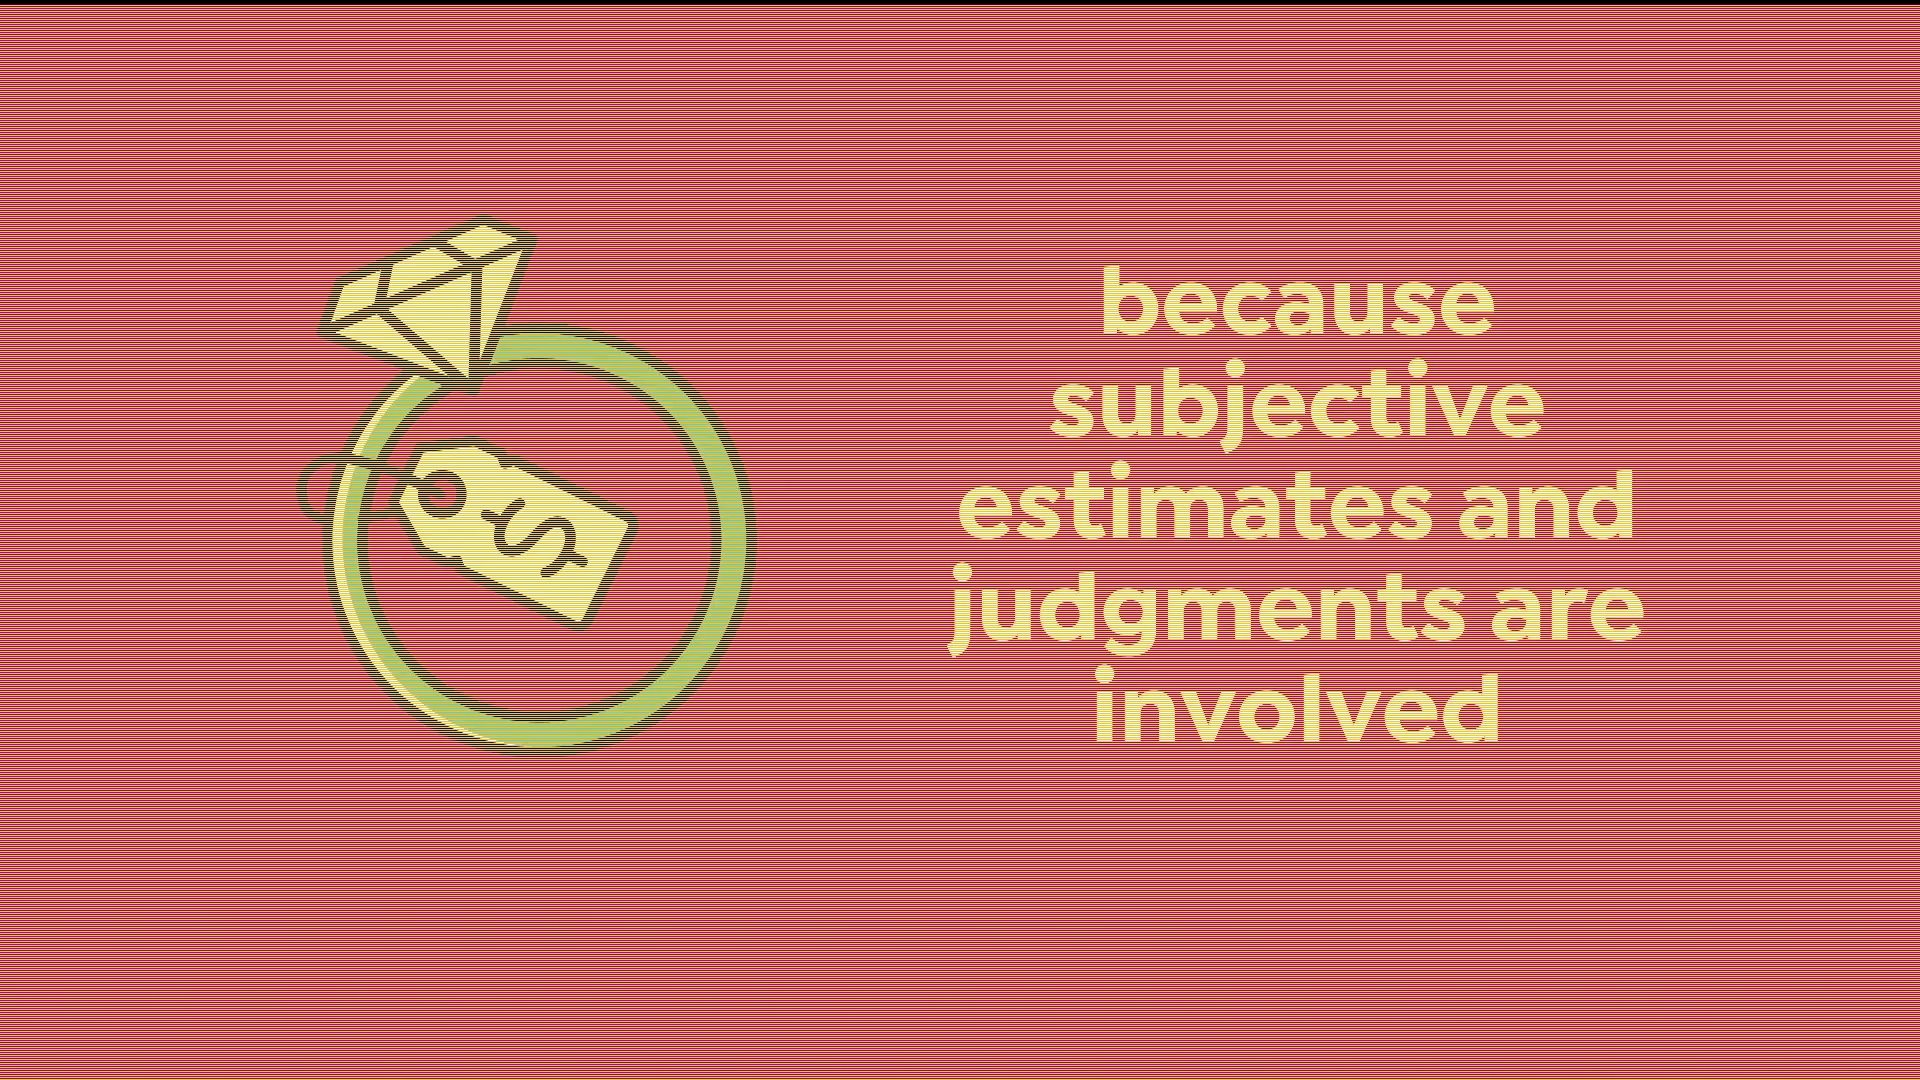 $
because
subjective
estimates and
judgments are
involved